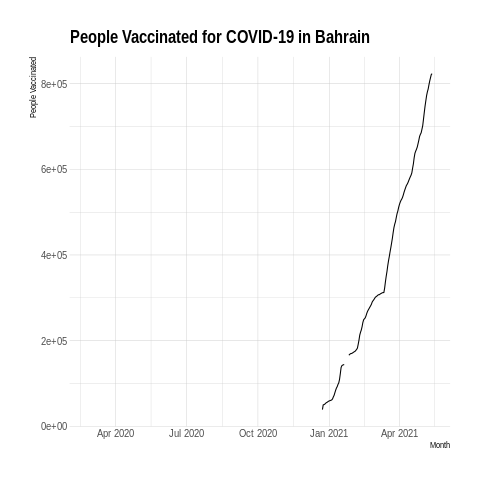 People Vaccinated for COVID-19 in Bahrain
People Vaccinated
8e+05
6e+05
4e+05
2e+05
0e+00
Apr 2020 Jul 2020 Oct 2020 Jan 2021 Apr 2021
Month